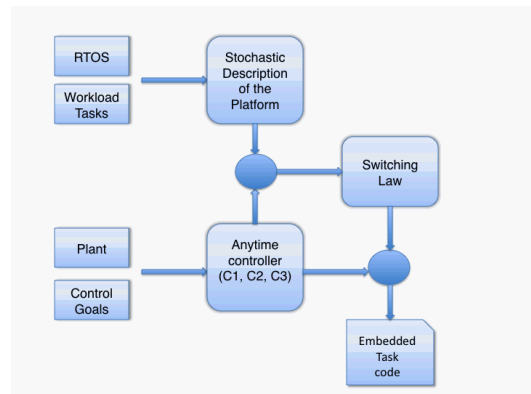 RTOS
Workload
Tasks
Stochastic
Description
of the
Platform
Switching
Law
Plant
Control
Goals
Anytime
controller
(C1, C2, C3)
Embedded
Task
code